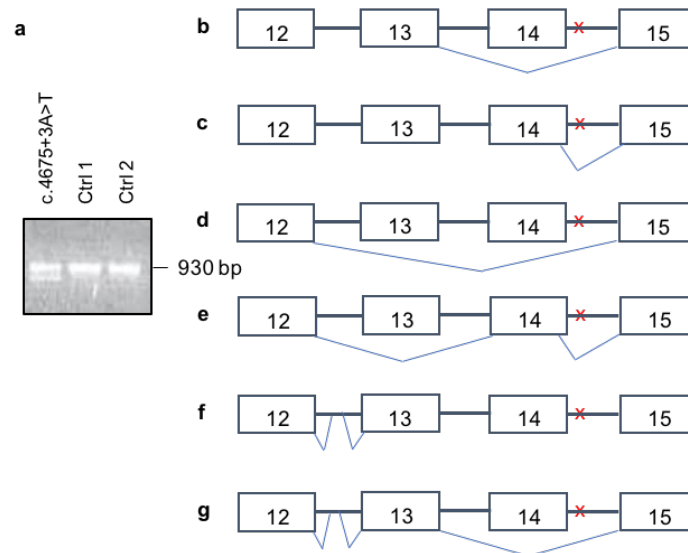 a
c.4675+3A>T
Ctrl 1
Ctrl 2
930 bp
b
12 13 14 x 15
c
12 13 14 x 15
d
12 13 14 x 15
e
12 13 14 x 15
f
12 13 14 x 15
g
12 13 14 x 15